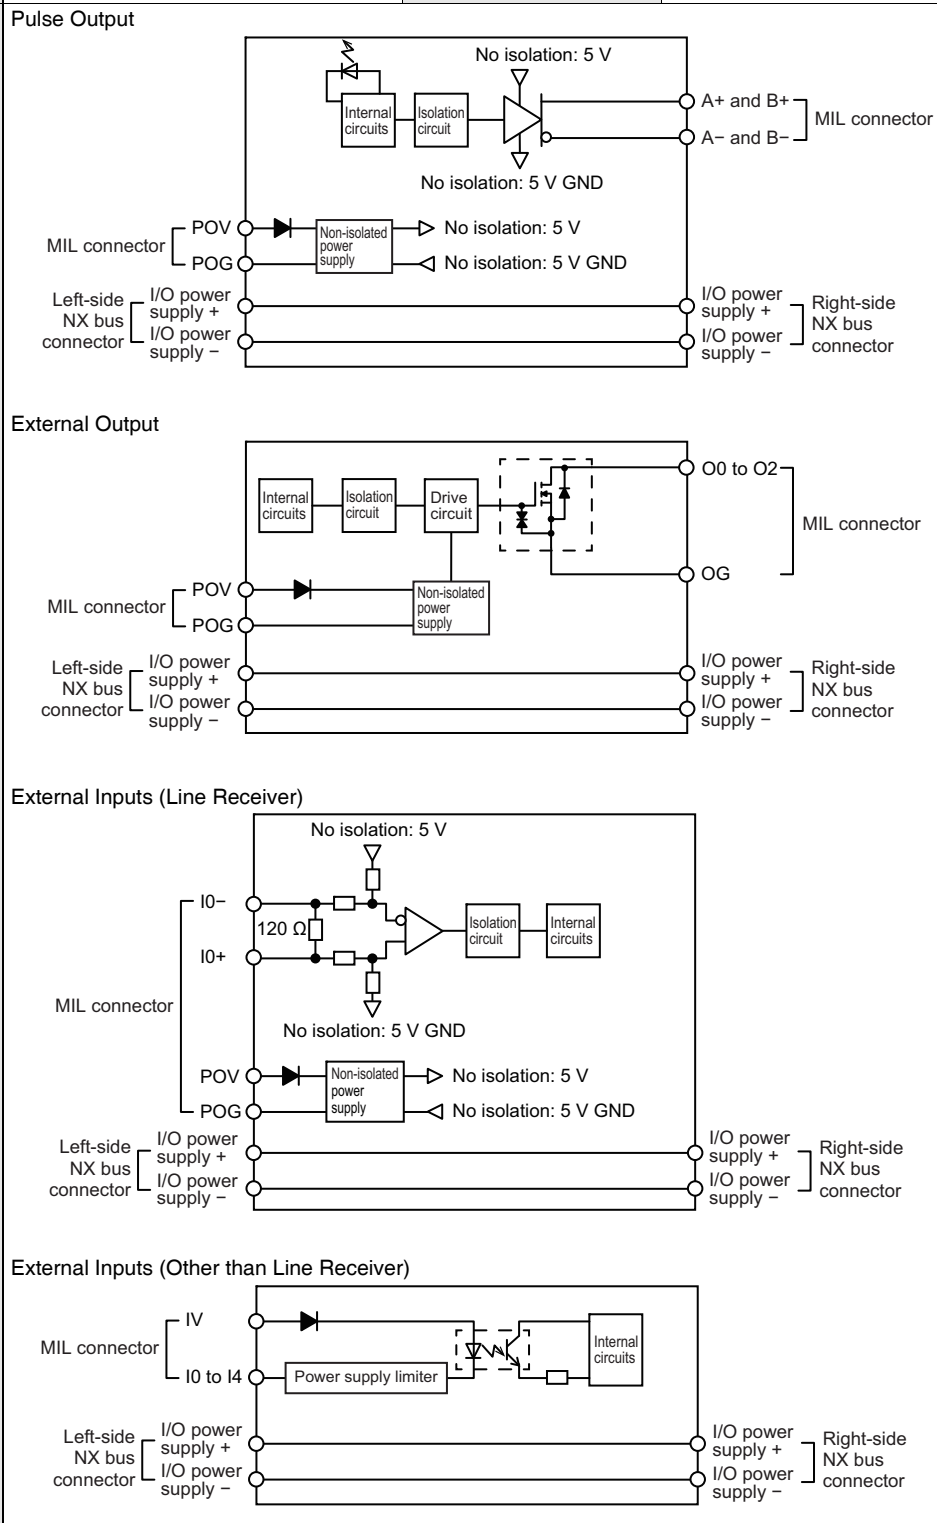 Pulse Output
No isolation: 5 V
Internal
circuits
Isolation
circuit
A+ and B+
A− and B−
MIL connector
No isolation: 5 V GND
MIL connector
POV
POG
Non-isolated
power
supply
No isolation: 5 V
No isolation: 5 V GND
Left-side
NX bus
connector
I/O power
supply +
I/O power
supply −
I/O power
supply +
I/O power
supply −
Right-side
NX bus
connector
External Output
Internal
circuits
Isolation
circuit
Drive
circuit
O0 to O2
OG
MIL connector
MIL connector
POV
POG
Non-isolated
power
supply
Left-side
NX bus
connector
I/O power
supply +
I/O power
supply −
I/O power
supply +
I/O power
supply −
Right-side
NX bus
connector
External Inputs (Line Receiver)
No isolation: 5 V
I0−
120 Ω
I0+
Isolation
circuit
Internal
circuits
MIL connector
No isolation: 5 V GND
POV
POG
Non-isolated
power
supply
No isolation: 5 V
No isolation: 5 V GND
Left-side
NX bus
connector
I/O power
supply +
I/O power
supply −
I/O power
supply +
I/O power
supply −
Right-side
NX bus
connector
External Inputs (Other than Line Receiver)
MIL connector
IV
I0 to I4
Power supply limiter
Internal
circuits
Left-side
NX bus
connector
I/O power
supply +
I/O power
supply −
I/O power
supply +
I/O power
supply −
Right-side
NX bus
connector